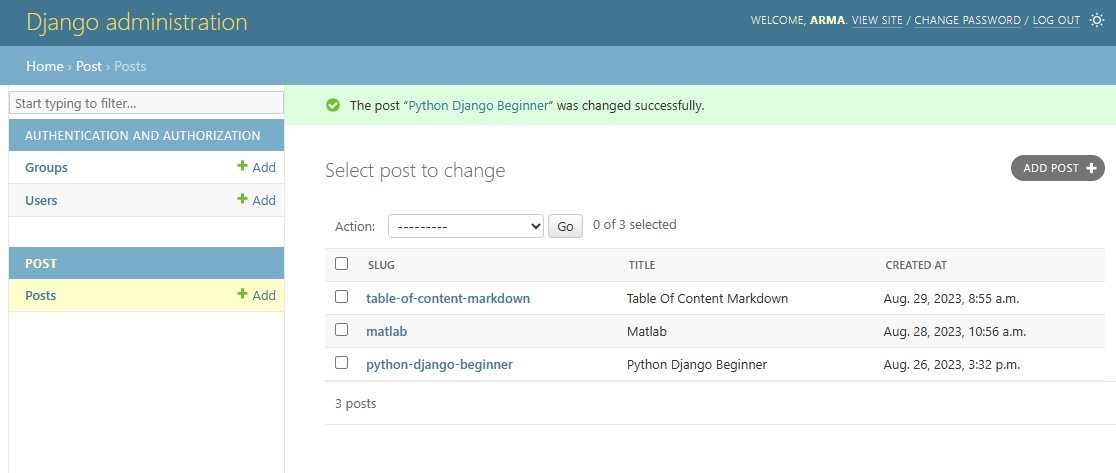 Django administration
WELCOME, ARMA. VIEW SITE / CHANGE PASSWORD / LOG OUT
Home › Post › Posts
Start typing to filter...
AUTHENTICATION AND AUTHORIZATION
Groups + Add
Users + Add
POST
Posts + Add
The post “Python Django Beginner” was changed successfully.
Select post to change
ADD POST +
Action: --------- Go 0 of 3 selected
SLUG TITLE CREATED AT
table-of-content-markdown Table Of Content Markdown Aug. 29, 2023, 8:55 a.m.
matlab Matlab Aug. 28, 2023, 10:56 a.m.
python-django-beginner Python Django Beginner Aug. 26, 2023, 3:32 p.m.
3 posts